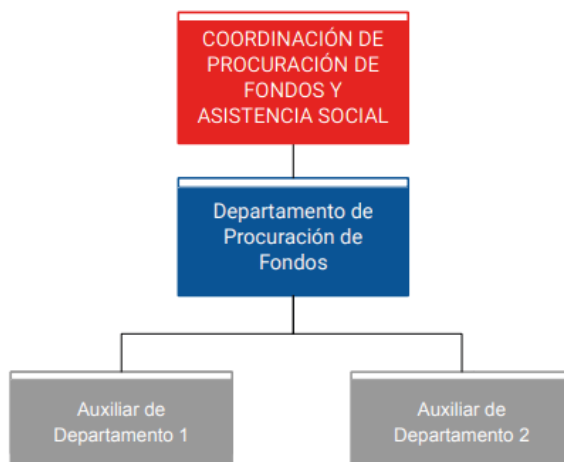 COORDINACIÓN DE
PROCURACIÓN DE
FONDOS Y
ASISTENCIA SOCIAL
Departamento de
Procuración de
Fondos
Auxiliar de
Departamento 1
Auxiliar de
Departamento 2